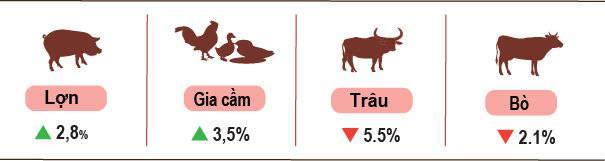 Lợn
Gia cầm
Trâu
Bò
2,8%
3,5%
5.5%
2.1%